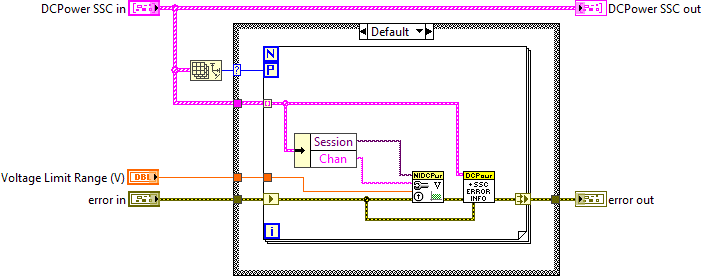 DCPower SSC in
DCPower SSC out
Default
N
P
?
Session
Chan
NIDCPwr
V
DCPowr
+SSC
ERROR
INFO
Voltage Limit Range (V)
DBL
error in
error out
i